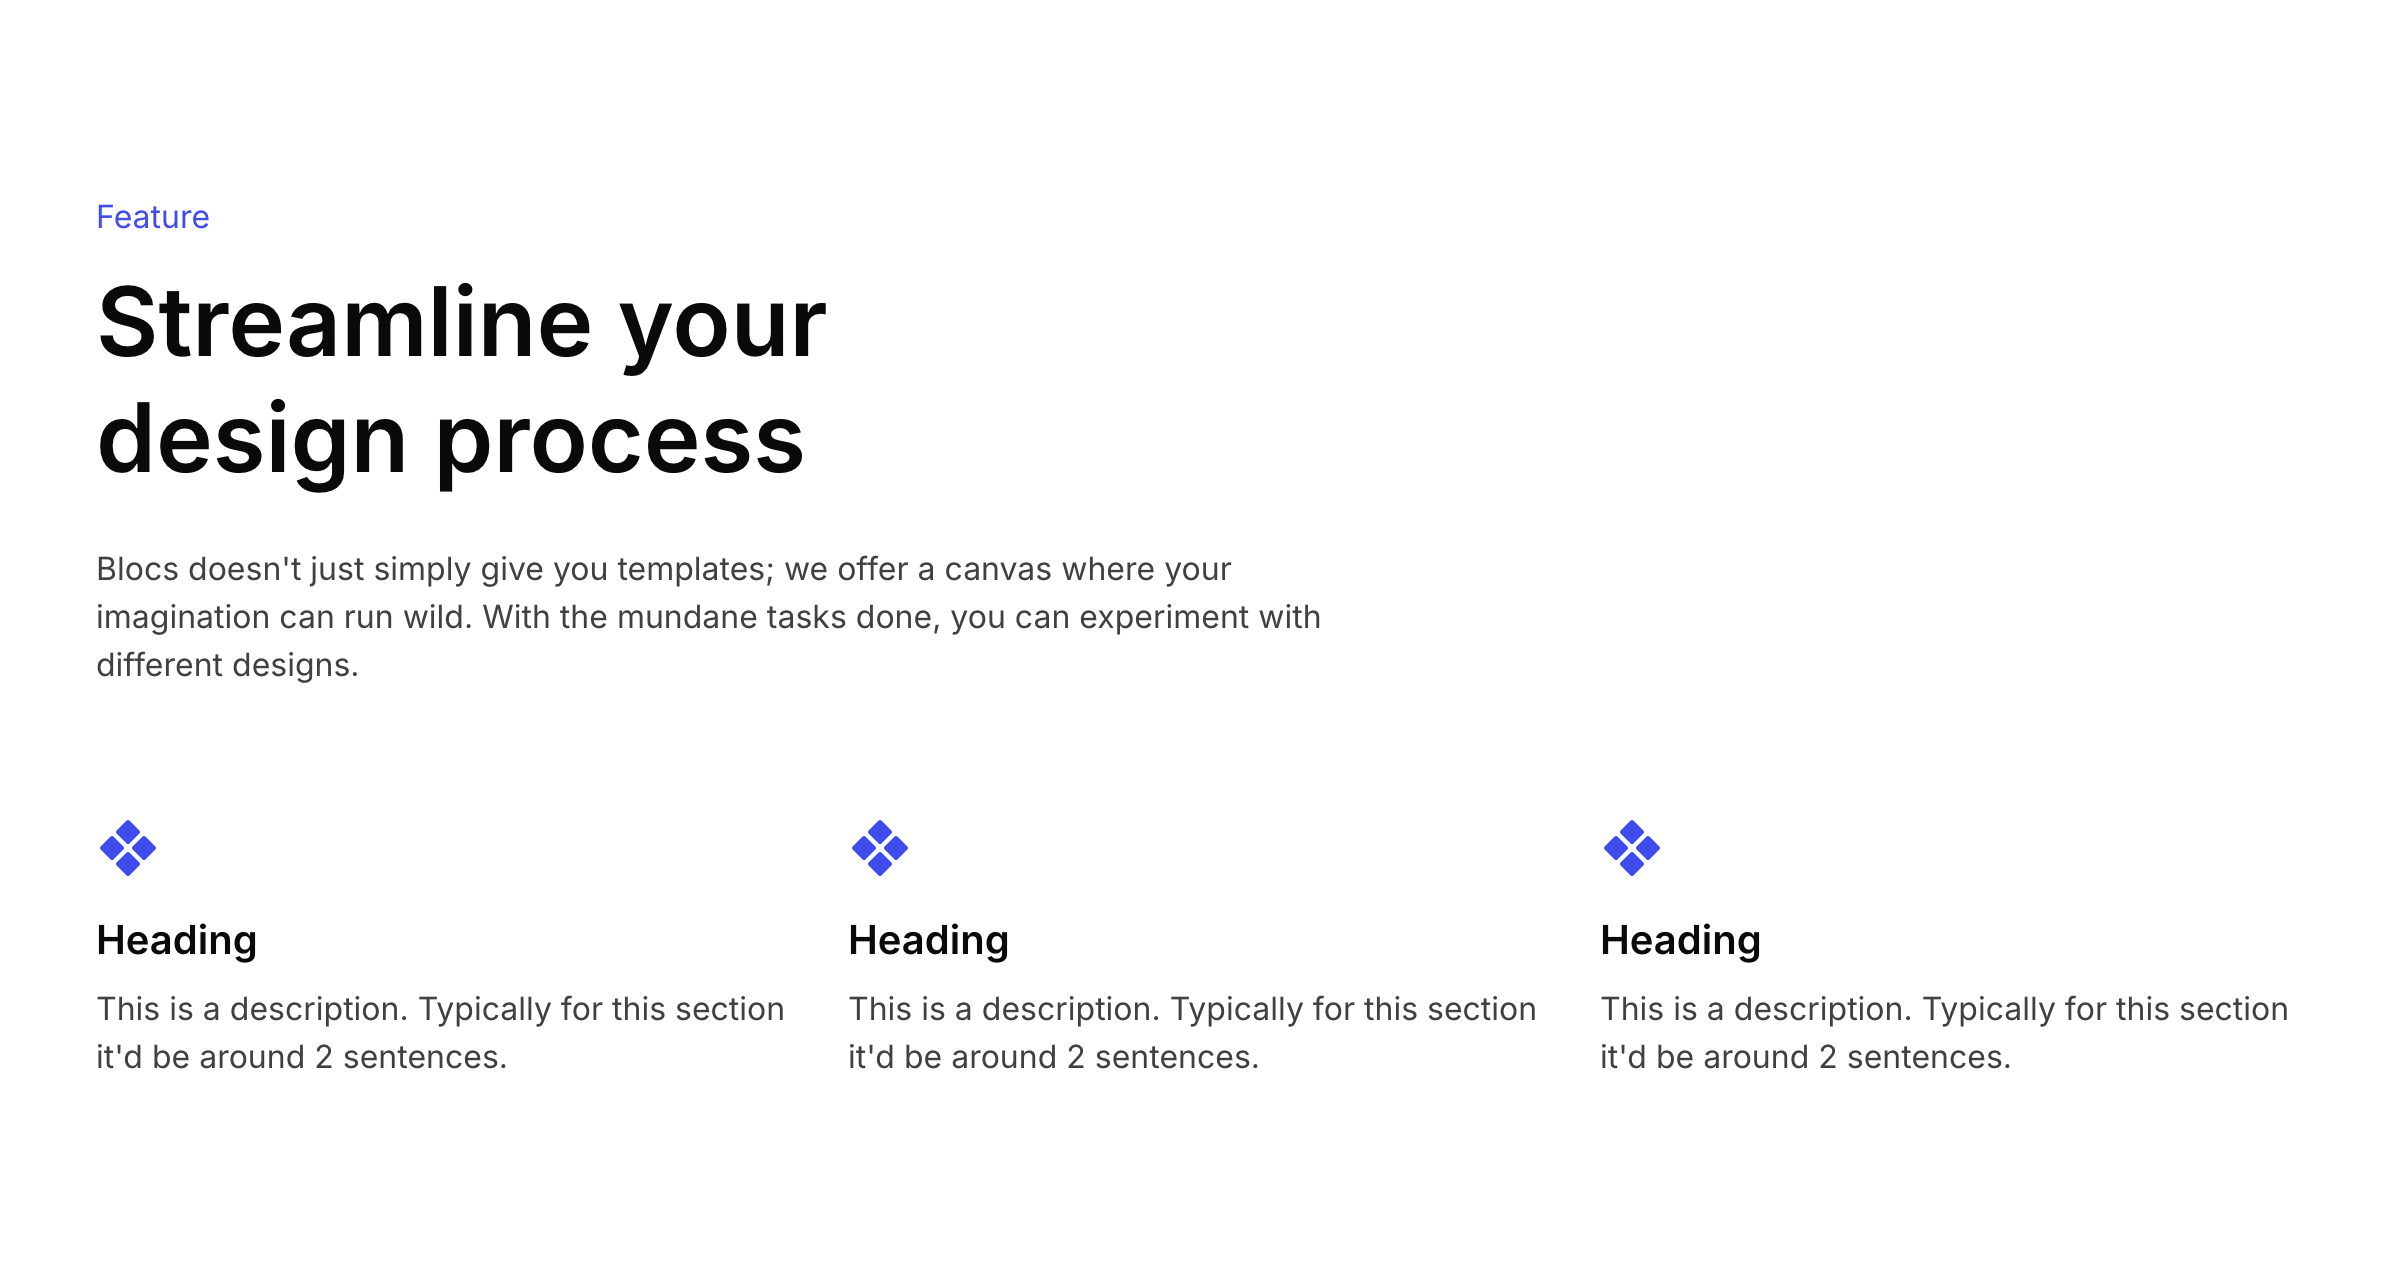 Feature
Streamline your
design process
Blocs doesn't just simply give you templates; we offer a canvas where your
imagination can run wild. With the mundane tasks done, you can experiment with
different designs.
Heading
This is a description. Typically for this section
it'd be around 2 sentences.
Heading
This is a description. Typically for this section
it'd be around 2 sentences.
Heading
This is a description. Typically for this section
it'd be around 2 sentences.